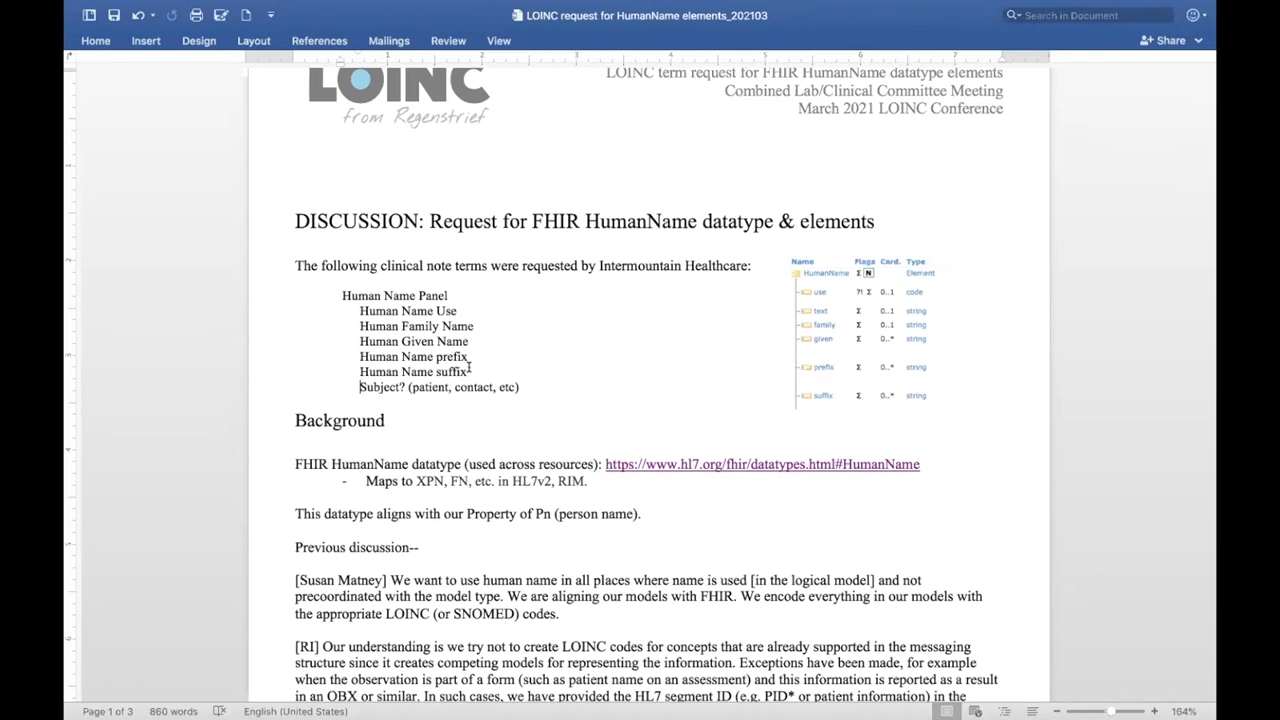 LOINC request for HumanName elements_202103
Search in Document
Home Insert Design Layout References Mailings Review View Share
1 2 3 4 5 6 7
LOINC
from Regenstrief
LOINC term request for FHIR HumanName datatype elements
Combined Lab/Clinical Committee Meeting
March 2021 LOINC Conference
DISCUSSION: Request for FHIR HumanName datatype & elements
The following clinical note terms were requested by Intermountain Healthcare:
Human Name Panel
Human Name Use
Human Family Name
Human Given Name
Human Name prefix
Human Name suffix
Subject? (patient, contact, etc)
Name Flags Card. Type
HumanName Σ N Element
use ?! Σ 0..1 code
text Σ 0..1 string
family Σ 0..1 string
given Σ 0..* string
prefix Σ 0..* string
suffix Σ 0..* string
Background
FHIR HumanName datatype (used across resources): https://www.hl7.org/fhir/datatypes.html#HumanName
- Maps to XPN, FN, etc. in HL7v2, RIM.
This datatype aligns with our Property of Pn (person name).
Previous discussion--
[Susan Matney] We want to use human name in all places where name is used [in the logical model] and not
precoordinated with the model type. We are aligning our models with FHIR. We encode everything in our models with
the appropriate LOINC (or SNOMED) codes.
[RI] Our understanding is we try not to create LOINC codes for concepts that are already supported in the messaging
structure since it creates competing models for representing the information. Exceptions have been made, for example
when the observation is part of a form (such as patient name on an assessment) and this information is reported as a result
in an OBX or similar. In such cases, we have provided the HL7 segment ID (e.g. PID* or patient information) in the
Page 1 of 3 860 words English (United States) 164%